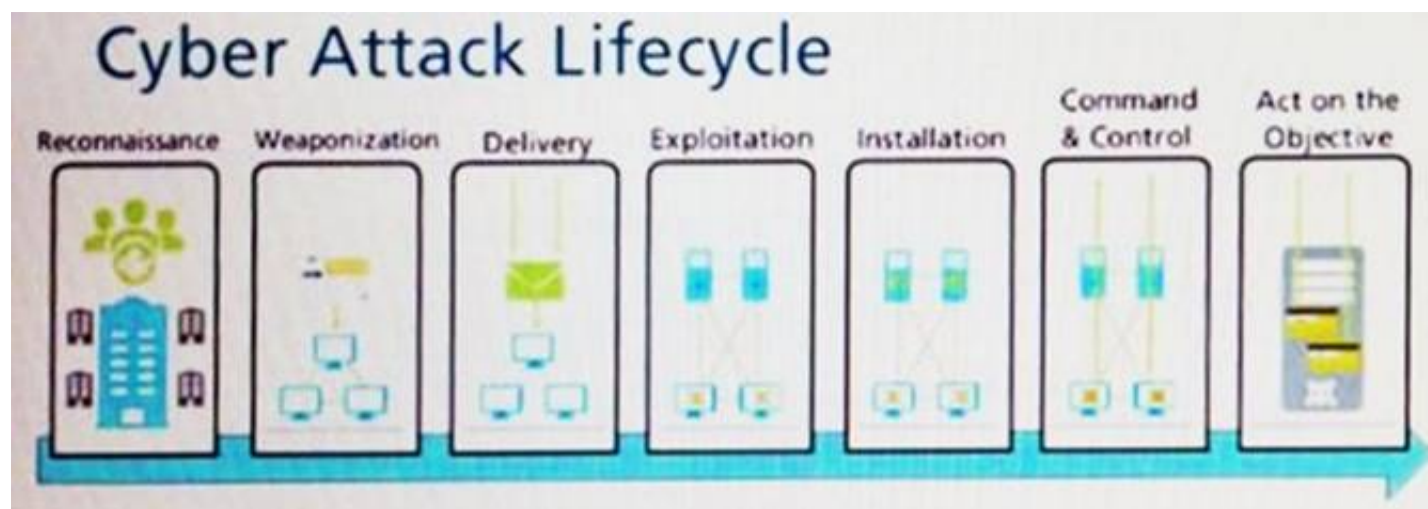 Cyber Attack Lifecycle
Reconnaissance
Weaponization
Delivery
Exploitation
Installation
Command
& Control
Act on the
Objective